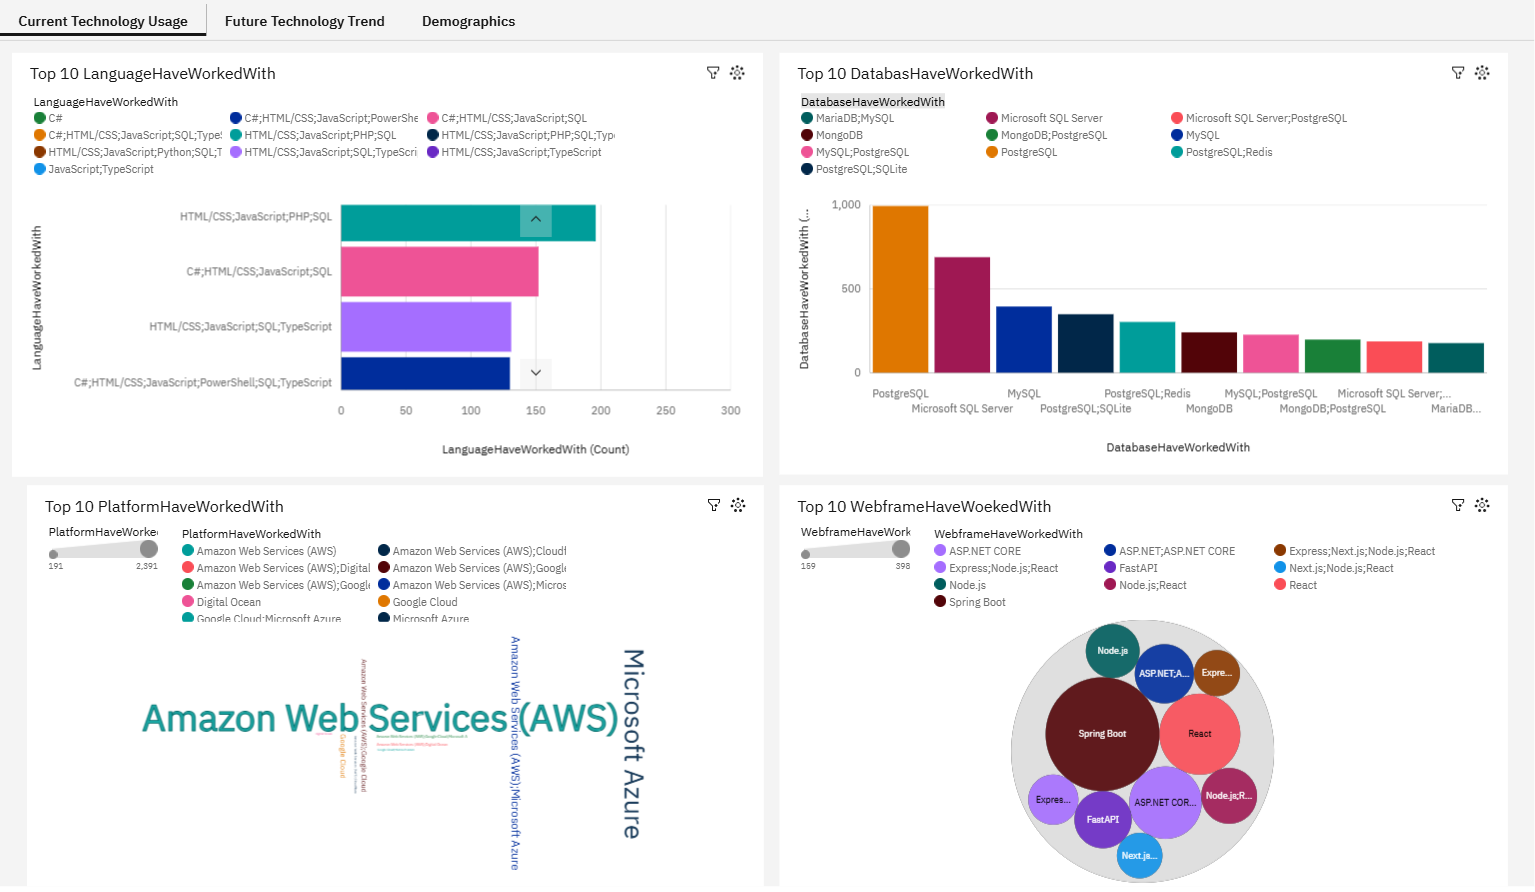 Current Technology Usage Future Technology Trend Demographics
Top 10 LanguageHaveWorkedWith
LanguageHaveWorkedWith
C# C#;HTML/CSS;JavaScript;PowerShe C#;HTML/CSS;JavaScript;SQL
C#;HTML/CSS;JavaScript;SQL;Type HTML/CSS;JavaScript;PHP;SQL HTML/CSS;JavaScript;PHP;SQL;Typ
HTML/CSS;JavaScript;Python;SQL;T HTML/CSS;JavaScript;SQL;TypeScri HTML/CSS;JavaScript;TypeScript
JavaScript;TypeScript
LanguageHaveWorkedWith
HTML/CSS;JavaScript;PHP;SQL
C#;HTML/CSS;JavaScript;SQL
HTML/CSS;JavaScript;SQL;TypeScript
C#;HTML/CSS;JavaScript;PowerShell;SQL;TypeScript
0 50 100 150 200 250 300
LanguageHaveWorkedWith (Count)
Top 10 DatabasHaveWorkedWith
DatabaseHaveWorkedWith
MariaDB;MySQL Microsoft SQL Server Microsoft SQL Server;PostgreSQL
MongoDB MongoDB;PostgreSQL MySQL
MySQL;PostgreSQL PostgreSQL PostgreSQL;Redis
PostgreSQL;SQLite
DatabaseHaveWorkedWith (...
1,000
500
0
PostgreSQL MySQL PostgreSQL;Redis MySQL;PostgreSQL Microsoft SQL Server;...
Microsoft SQL Server PostgreSQL;SQLite MongoDB MongoDB;PostgreSQL MariaDB...
DatabaseHaveWorkedWith
Top 10 PlatformHaveWorkedWith
PlatformHaveWorke
191 2,391
PlatformHaveWorkedWith
Amazon Web Services (AWS) Amazon Web Services (AWS);Cloudf
Amazon Web Services (AWS);Digital Amazon Web Services (AWS);Google
Amazon Web Services (AWS);Google Amazon Web Services (AWS);Micros
Digital Ocean Google Cloud
Google Cloud;Microsoft Azure Microsoft Azure
Amazon Web Services (AWS)
Microsoft Azure
Amazon Web Services (AWS);Microsoft Azure
Amazon Web Services (AWS);Google Cloud
Google Cloud
Top 10 WebframeHaveWoekedWith
WebframeHaveWork
159 398
WebframeHaveWorkedWith
ASP.NET CORE ASP.NET;ASP.NET CORE Express;Next.js;Node.js;React
Express;Node.js;React FastAPI Next.js;Node.js;React
Node.js Node.js;React React
Spring Boot
Node.js
ASP.NET;A...
Expre...
Spring Boot
React
Expres...
ASP.NET COR...
Node.js;R...
FastAPI
Next.js...